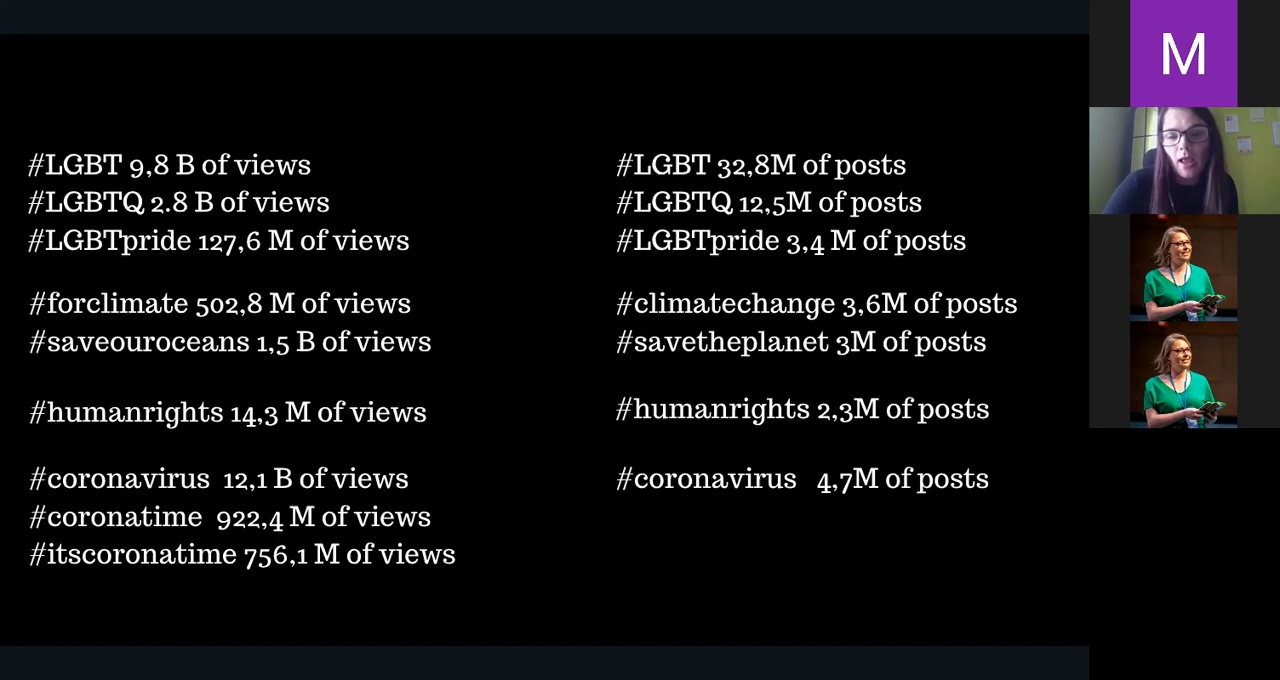 #LGBT 9,8 B of views
#LGBTQ 2.8 B of views
#LGBTpride 127,6 M of views
#forclimate 502,8 M of views
#saveouroceans 1,5 B of views
#humanrights 14,3 M of views
#coronavirus 12,1 B of views
#coronatime 922,4 M of views
#itscoronatime 756,1 M of views
#LGBT 32,8M of posts
#LGBTQ 12,5M of posts
#LGBTpride 3,4 M of posts
#climatechange 3,6M of posts
#savetheplanet 3M of posts
#humanrights 2,3M of posts
#coronavirus 4,7M of posts
M